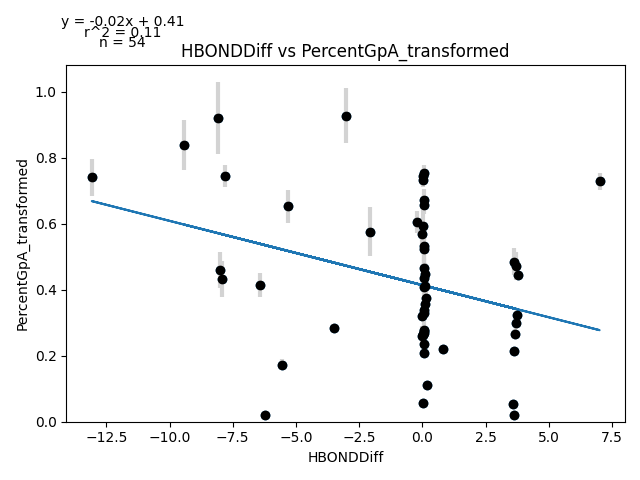 y = -0.02x + 0.41
r^2 = 0.11
n = 54
HBONDDiff vs PercentGpA_transformed
1.0
0.8
0.6
0.4
0.2
0.0
PercentGpA_transformed
−12.5 −10.0 −7.5 −5.0 −2.5 0.0 2.5 5.0 7.5
HBONDDiff